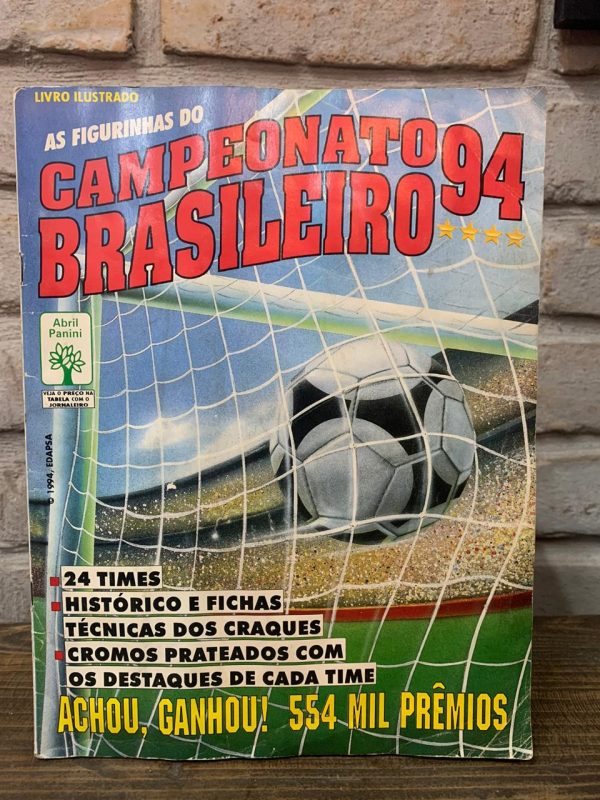 LIVRO ILUSTRADO
AS FIGURINHAS DO
CAMPEONATO
BRASILEIRO 94
Abril
Panini
VEJA O PREÇO NA
TABELA COM O
JORNALEIRO
© 1994, EDAPSA
24 TIMES
HISTÓRICO E FICHAS
TÉCNICAS DOS CRAQUES
CROMOS PRATEADOS COM
OS DESTAQUES DE CADA TIME
ACHOU, GANHOU! 554 MIL PRÊMIOS